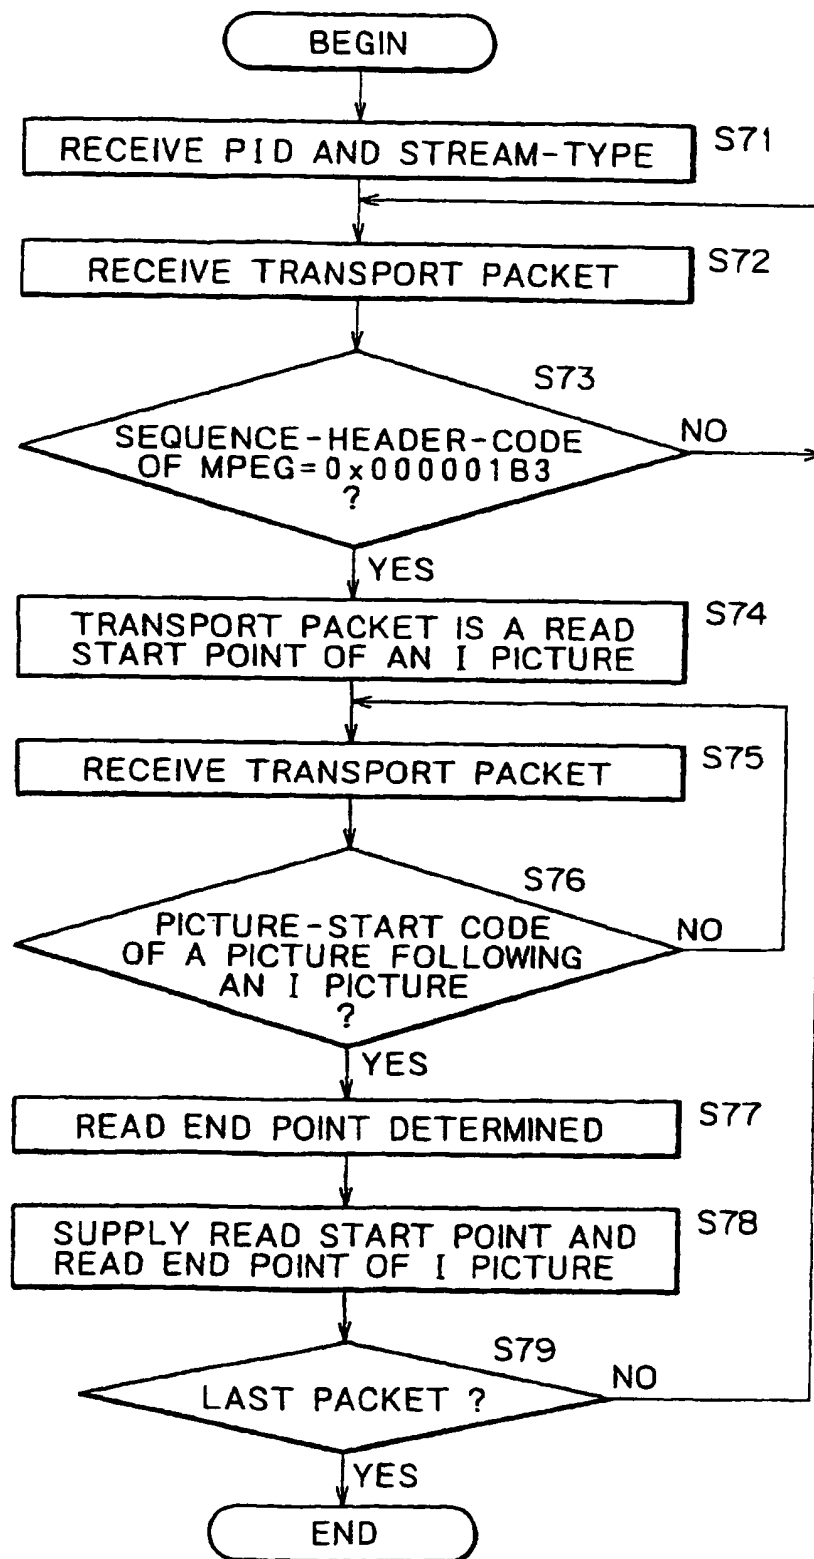 BEGIN
RECEIVE PID AND STREAM-TYPE
S71
RECEIVE TRANSPORT PACKET
S72
S73
SEQUENCE-HEADER-CODE
OF MPEG=0x000001B3
?
NO
YES
TRANSPORT PACKET IS A READ
START POINT OF AN I PICTURE
S74
RECEIVE TRANSPORT PACKET
S75
S76
PICTURE-START CODE
OF A PICTURE FOLLOWING
AN I PICTURE
?
NO
YES
READ END POINT DETERMINED
S77
SUPPLY READ START POINT AND
READ END POINT OF I PICTURE
S78
S79
LAST PACKET ?
NO
YES
END